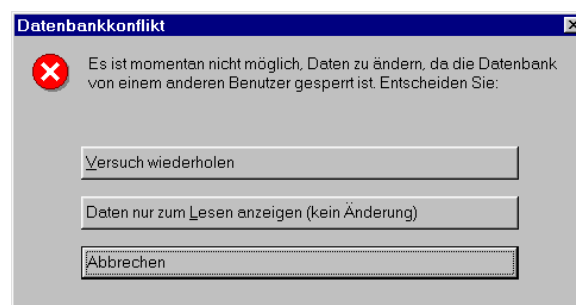 Datenbankkonflikt
Es ist momentan nicht möglich, Daten zu ändern, da die Datenbank
von einem anderen Benutzer gesperrt ist. Entscheiden Sie:
Versuch wiederholen
Daten nur zum Lesen anzeigen (kein Änderung)
Abbrechen